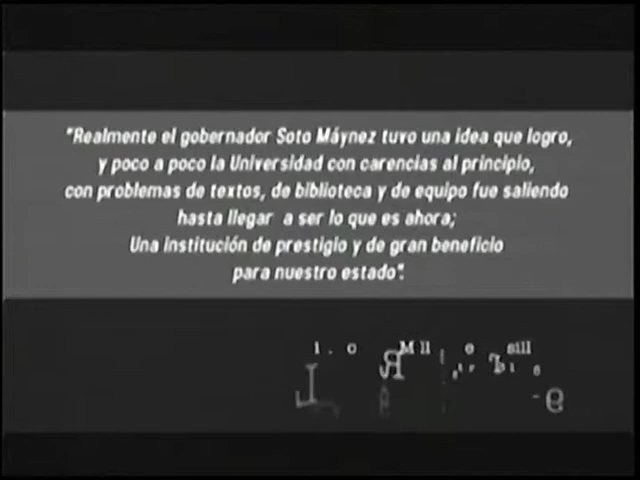 "Realmente el gobernador Soto Máynez tuvo una idea que logro,
y poco a poco la Universidad con carencias al principio,
con problemas de textos, de biblioteca y de equipo fue saliendo
hasta llegar a ser lo que es ahora;
Una institución de prestigio y de gran beneficio
para nuestro estado".